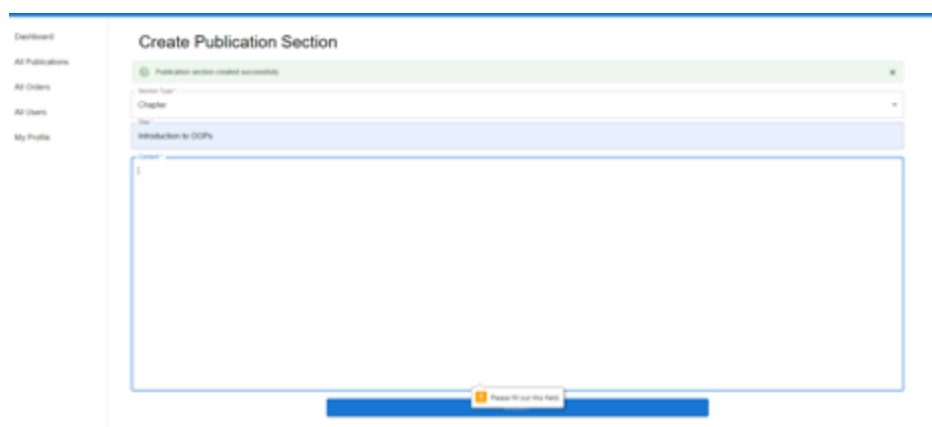 Dashboard
All Publications
All Orders
All Users
My Profile
Create Publication Section
Publication section created successfully
Section Type *
Chapter
Title *
Introduction to OOPs
Content *
Please fill out this field.